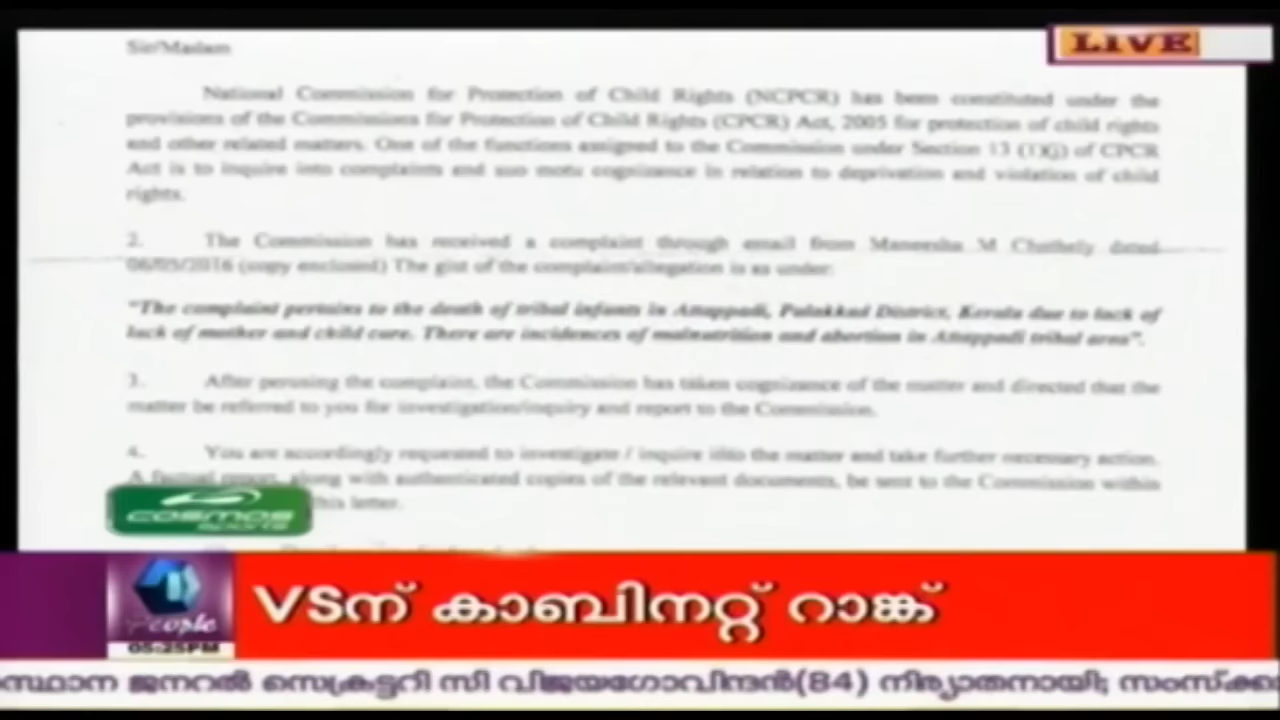 LIVE
Sir/Madam
National Commission for Protection of Child Rights (NCPCR) has been constituted under the
provisions of the Commissions for Protection of Child Rights (CPCR) Act, 2005 for protection of child rights
and other related matters. One of the functions assigned to the Commission under Section 13 (1)(j) of CPCR
Act is to inquire into complaints and suo motu cognizance in relation to deprivation and violation of child
rights.
2. The Commission has received a complaint through email from Maneesha M Chathely dated
06/05/2016 (copy enclosed) The gist of the complaint/allegation is as under:
"The complaint pertains to the death of tribal infants in Attappadi, Palakkad District, Kerala due to lack of
lack of mother and child care. There are incidences of malnutrition and abortion in Attappadi tribal area".
3. After perusing the complaint, the Commission has taken cognizance of the matter and directed that the
matter be referred to you for investigation/inquiry and report to the Commission.
4. You are accordingly requested to investigate / inquire into the matter and take further necessary action.
A factual report, along with authenticated copies of the relevant documents, be sent to the Commission within
this letter.
COSMOS
sports
VSന് കാബിനറ്റ് റാങ്ക്
People
05:25PM
സ്ഥാന ജനറൽ സെക്രട്ടറി സി വിജയഗോവിന്ദൻ(84) നിര്യാതനായി; സംസ്ക്കാ